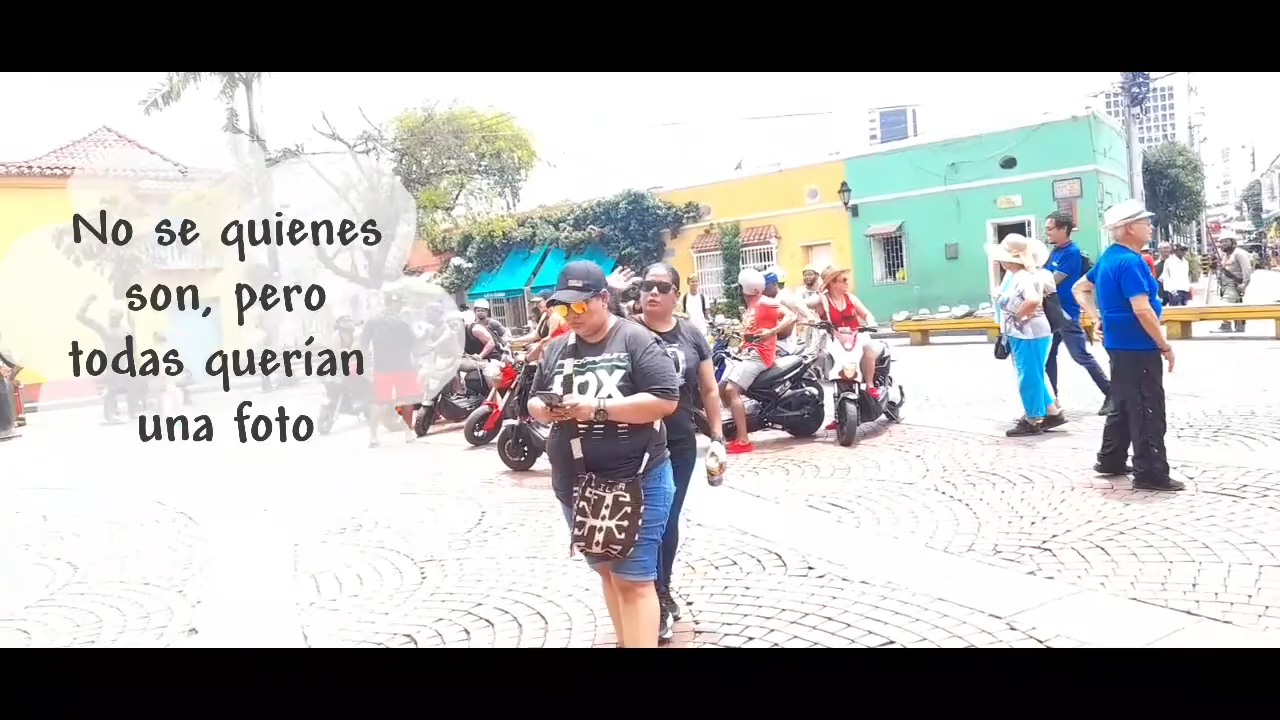 No se quienes
son, pero
todas querían
una foto